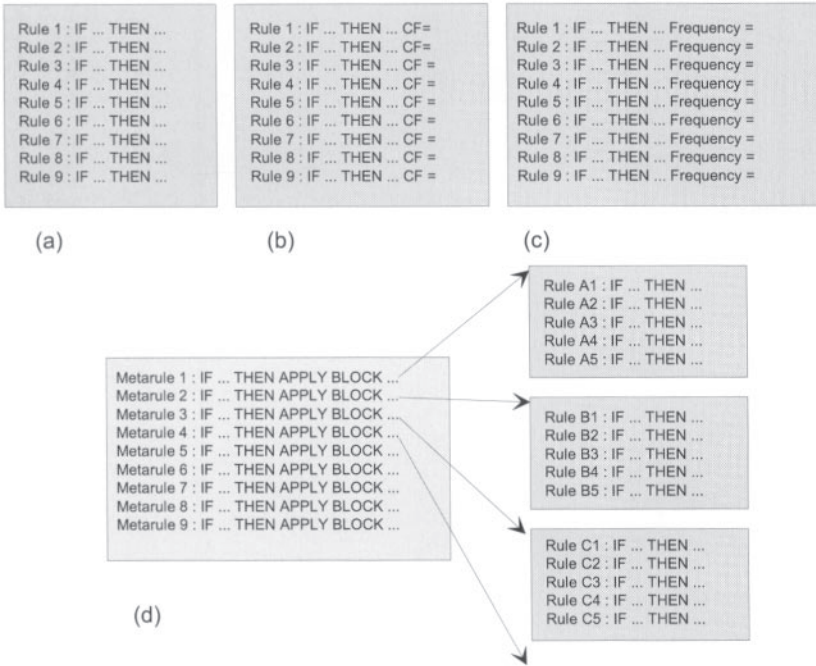 Rule 1 : IF ... THEN ...
Rule 2 : IF ... THEN ...
Rule 3 : IF ... THEN ...
Rule 4 : IF ... THEN ...
Rule 5 : IF ... THEN ...
Rule 6 : IF ... THEN ...
Rule 7 : IF ... THEN ...
Rule 8 : IF ... THEN ...
Rule 9 : IF ... THEN ...
(a)
Rule 1 : IF ... THEN ... CF=
Rule 2 : IF ... THEN ... CF=
Rule 3 : IF ... THEN ... CF =
Rule 4 : IF ... THEN ... CF =
Rule 5 : IF ... THEN ... CF =
Rule 6 : IF ... THEN ... CF =
Rule 7 : IF ... THEN ... CF =
Rule 8 : IF ... THEN ... CF =
Rule 9 : IF ... THEN ... CF =
(b)
Rule 1 : IF ... THEN ... Frequency =
Rule 2 : IF ... THEN ... Frequency =
Rule 3 : IF ... THEN ... Frequency =
Rule 4 : IF ... THEN ... Frequency =
Rule 5 : IF ... THEN ... Frequency =
Rule 6 : IF ... THEN ... Frequency =
Rule 7 : IF ... THEN ... Frequency =
Rule 8 : IF ... THEN ... Frequency =
Rule 9 : IF ... THEN ... Frequency =
(c)
Metarule 1 : IF ... THEN APPLY BLOCK ...
Metarule 2 : IF ... THEN APPLY BLOCK ...
Metarule 3 : IF ... THEN APPLY BLOCK ...
Metarule 4 : IF ... THEN APPLY BLOCK ...
Metarule 5 : IF ... THEN APPLY BLOCK ...
Metarule 6 : IF ... THEN APPLY BLOCK ...
Metarule 7 : IF ... THEN APPLY BLOCK ...
Metarule 8 : IF ... THEN APPLY BLOCK ...
Metarule 9 : IF ... THEN APPLY BLOCK ...
(d)
Rule A1 : IF ... THEN ...
Rule A2 : IF ... THEN ...
Rule A3 : IF ... THEN ...
Rule A4 : IF ... THEN ...
Rule A5 : IF ... THEN ...
Rule B1 : IF ... THEN ...
Rule B2 : IF ... THEN ...
Rule B3 : IF ... THEN ...
Rule B4 : IF ... THEN ...
Rule B5 : IF ... THEN ...
Rule C1 : IF ... THEN ...
Rule C2 : IF ... THEN ...
Rule C3 : IF ... THEN ...
Rule C4 : IF ... THEN ...
Rule C5 : IF ... THEN ...